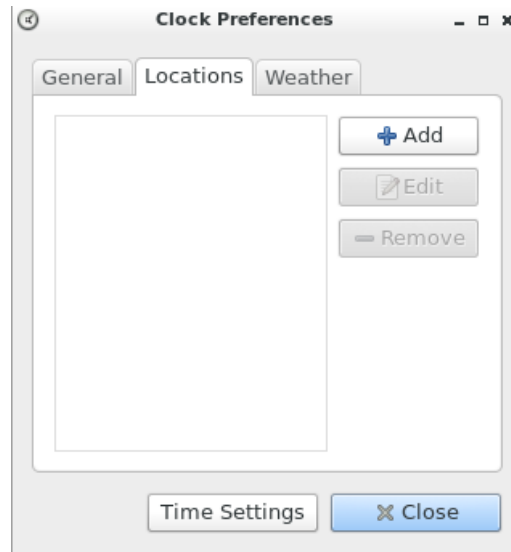 Clock Preferences
General Locations Weather
Add
Edit
Remove
Time Settings Close